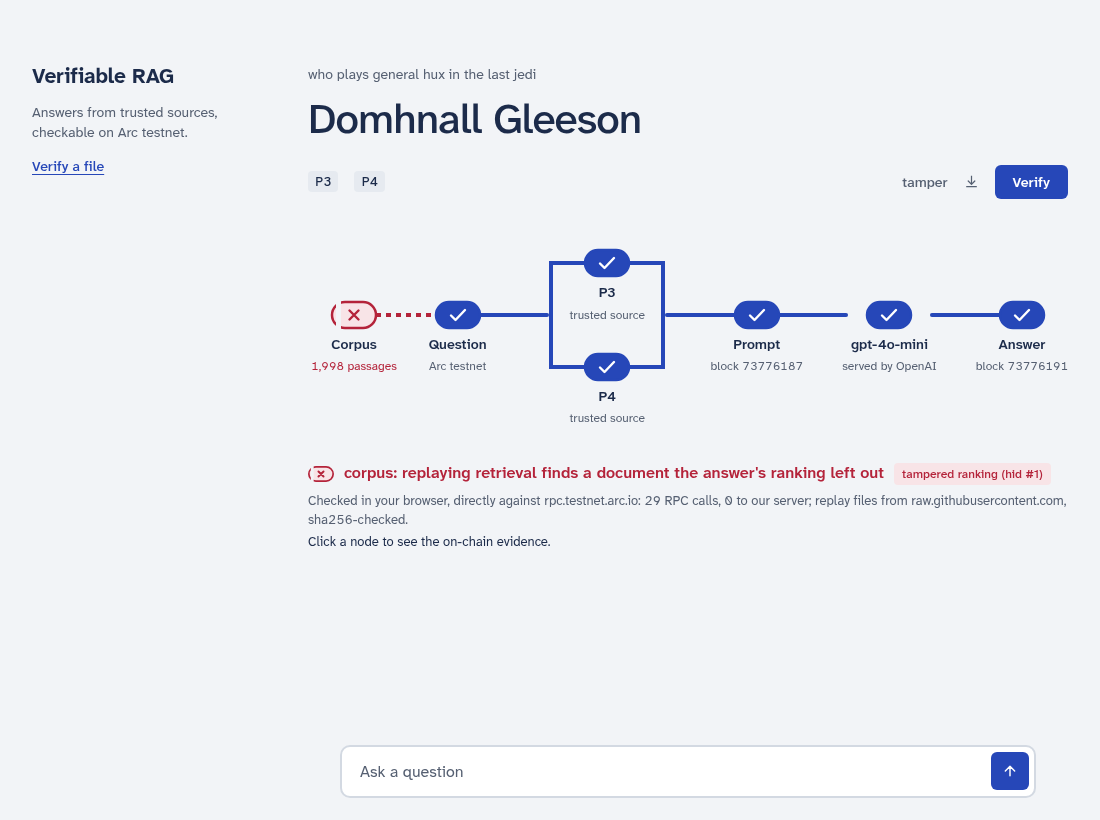 Verifiable RAG
Answers from trusted sources,
checkable on Arc testnet.
Verify a file
who plays general hux in the last jedi
Domhnall Gleeson
P3 P4
tamper Verify
P3
trusted source
Corpus
1,998 passages
Question
Arc testnet
P4
trusted source
Prompt
block 73776187
gpt-4o-mini
served by OpenAI
Answer
block 73776191
corpus: replaying retrieval finds a document the answer's ranking left out tampered ranking (hid #1)
Checked in your browser, directly against rpc.testnet.arc.io: 29 RPC calls, 0 to our server; replay files from raw.githubusercontent.com,
sha256-checked.
Click a node to see the on-chain evidence.
Ask a question